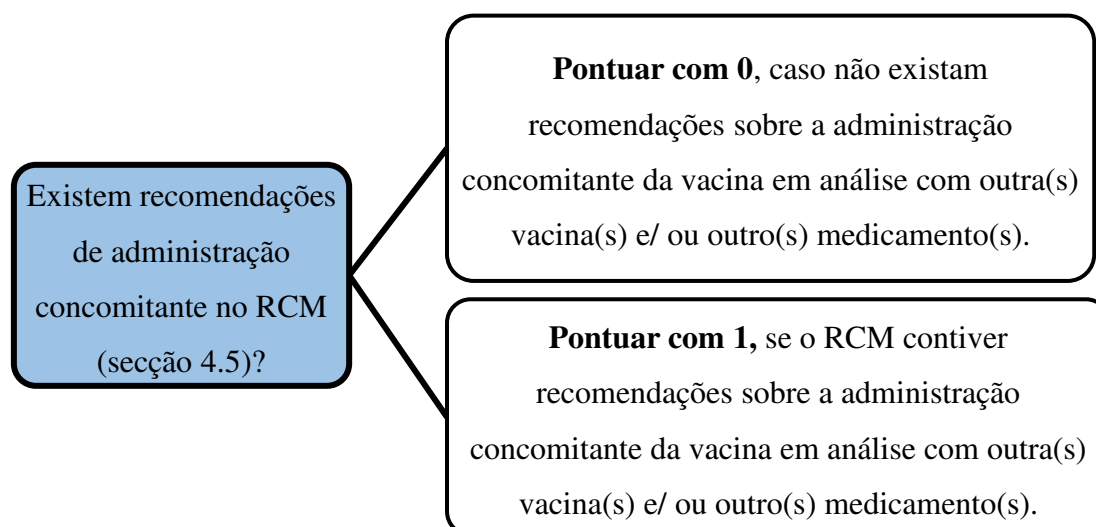 Existem recomendações
de administração
concomitante no RCM
(secção 4.5)?
Pontuar com 0, caso não existam
recomendações sobre a administração
concomitante da vacina em análise com outra(s)
vacina(s) e/ ou outro(s) medicamento(s).
Pontuar com 1, se o RCM contiver
recomendações sobre a administração
concomitante da vacina em análise com outra(s)
vacina(s) e/ ou outro(s) medicamento(s).